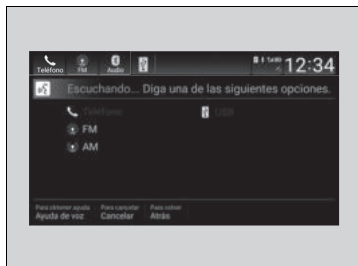 Teléfono FM Audio 12:34
Escuchando... Diga una de las siguientes opciones.
Teléfono USB
FM
AM
Para obtener ayuda Para cancelar Para volver
Ayuda de voz Cancelar Atrás